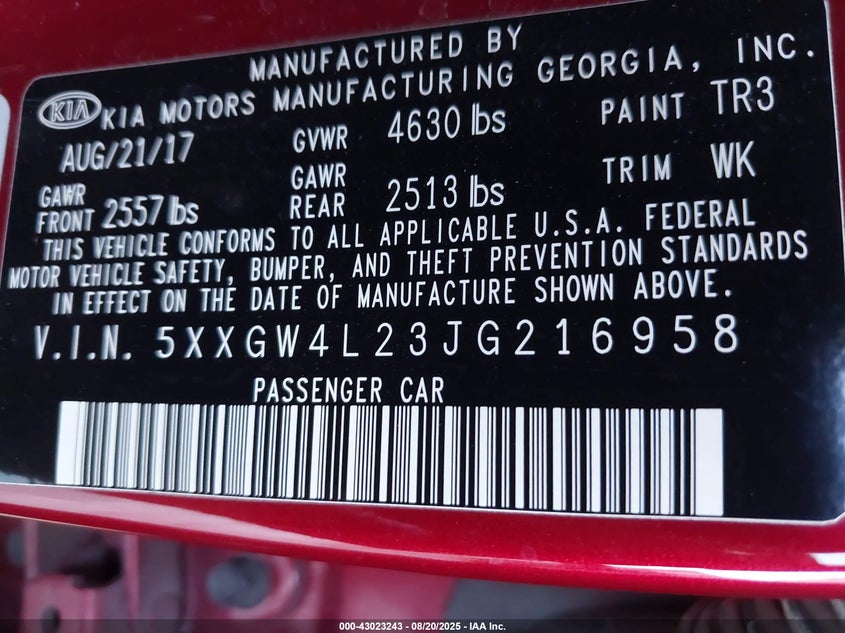 MANUFACTURED BY
KIA KIA MOTORS MANUFACTURING GEORGIA, INC.
AUG/21/17 GVWR 4630 lbs PAINT TR3
GAWR FRONT 2557 lbs GAWR REAR 2513 lbs TRIM WK
THIS VEHICLE CONFORMS TO ALL APPLICABLE U.S.A. FEDERAL
MOTOR VEHICLE SAFETY, BUMPER, AND THEFT PREVENTION STANDARDS
IN EFFECT ON THE DATE OF MANUFACTURE SHOWN ABOVE.
V.I.N. 5XXGW4L23JG216958
PASSENGER CAR
000-43023243 - 08/20/2025 - IAA Inc.